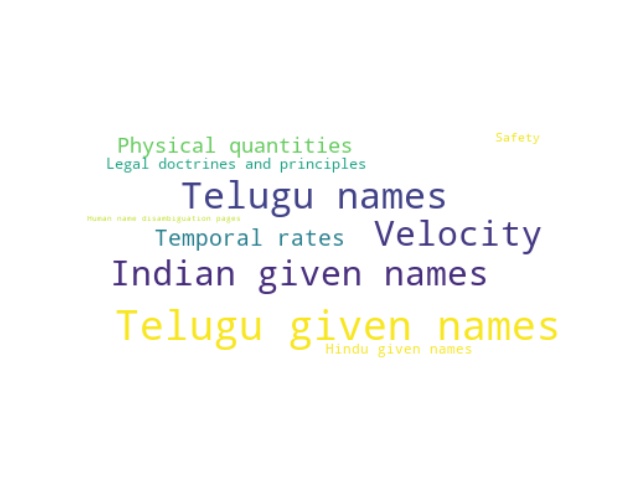 Safety
Physical quantities
Legal doctrines and principles
Telugu names
Human name disambiguation pages
Temporal rates
Velocity
Indian given names
Telugu given names
Hindu given names